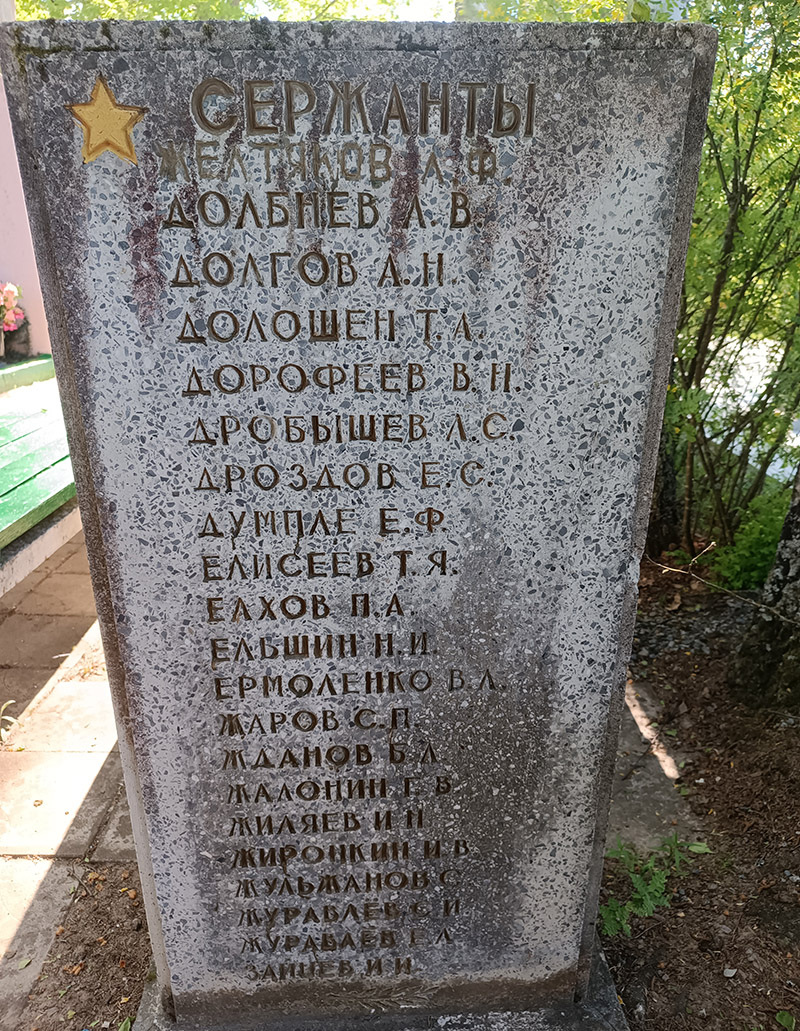 СЕРЖАНТЫ
ЖЕЛТЯКОВ А.Ф.
ДОЛБНЕВ А.В.
ДОЛГОВ А.Н.
ДОЛОШЕН Т.А.
ДОРОФЕЕВ В.Н.
ДРОБЫШЕВ А.С.
ДРОЗДОВ Е.С.
ДУМПЛЕ Е.Ф.
ЕЛИСЕЕВ Т.Я.
ЕЛХОВ П.А.
ЕЛЬШИН Н.И.
ЕРМОЛЕНКО В.А.
ЖАРОВ С.П.
ЖДАНОВ Б.А.
ЖАЛОНИН Г.В.
ЖИЛЯЕВ И.Н.
ЖИРОНКИН И.В.
ЖУЛЬЖАНОВ С.
ЖУРАВЛЕВ С.И.
ЖУРАВЛЕВ Е.А.
ЗАЙЦЕВ И.И.